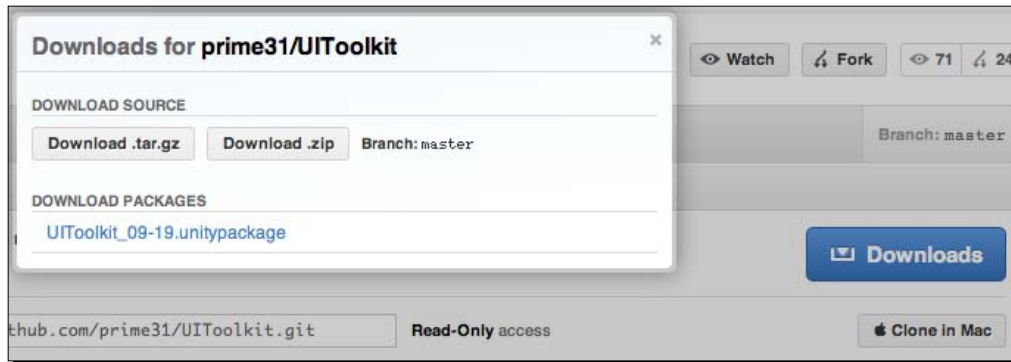 Downloads for prime31/UIToolkit ×
Watch Fork 71 24
DOWNLOAD SOURCE
Download .tar.gz Download .zip Branch: master
Branch: master
DOWNLOAD PACKAGES
UIToolkit_09-19.unitypackage
Downloads
thub.com/prime31/UIToolkit.git Read-Only access Clone in Mac